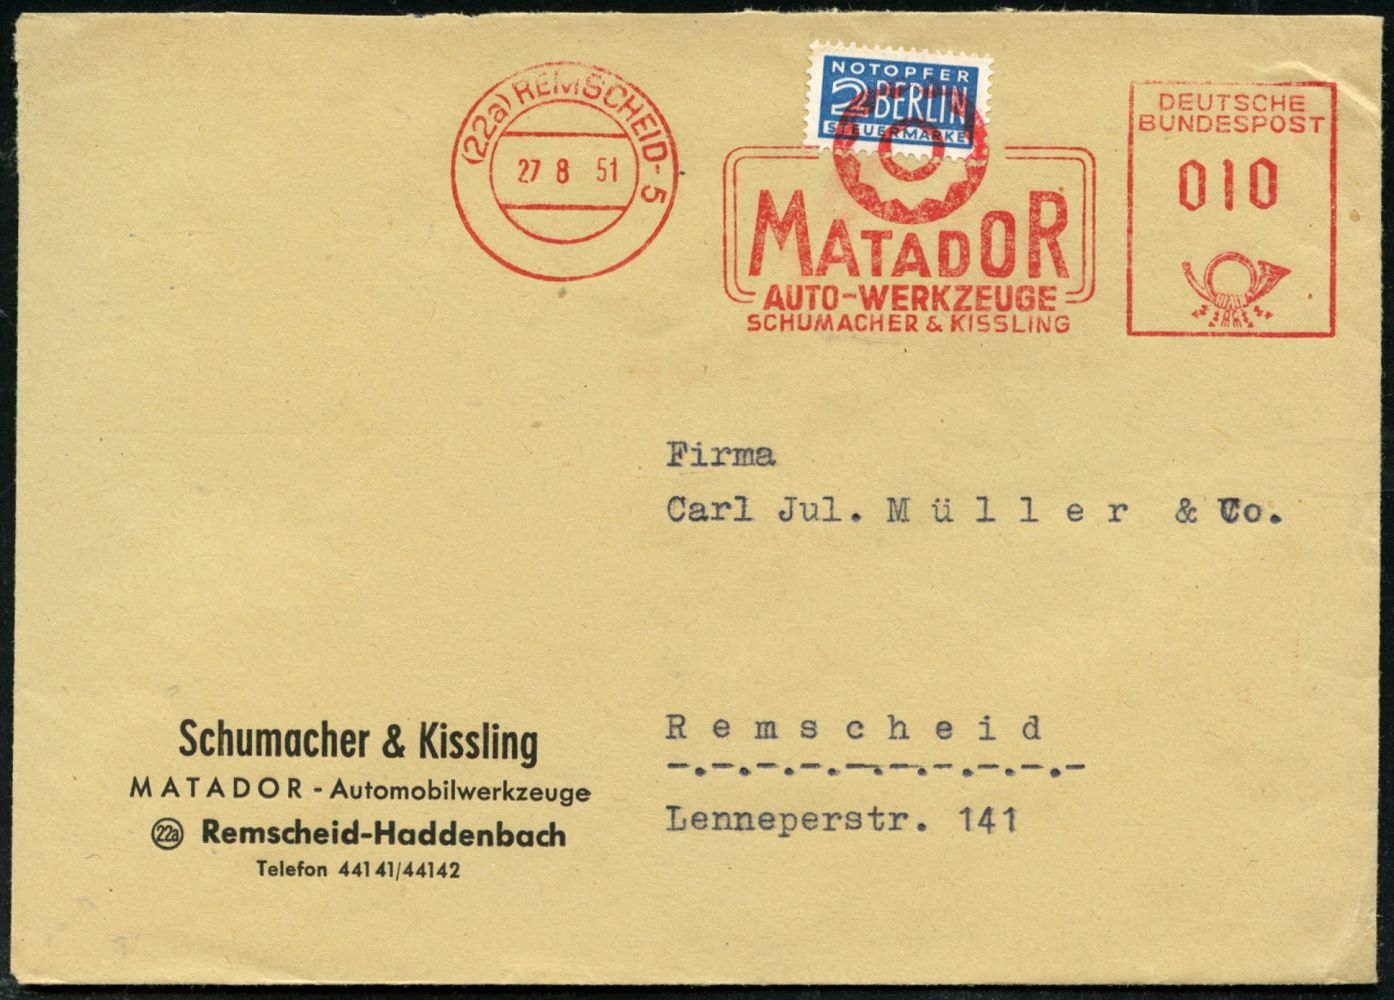 (22a) REMSCHEID-5
27 8 51
NOTOPFER
2 BERLIN
STEUERMARKE
MATADOR
AUTO-WERKZEUGE
SCHUMACHER & KISSLING
DEUTSCHE
BUNDESPOST
010
Firma
Carl Jul. Müller & Co.
Remscheid
Lenneperstr. 141
Schumacher & Kissling
MATADOR - Automobilwerkzeuge
22a Remscheid-Haddenbach
Telefon 44141/44142